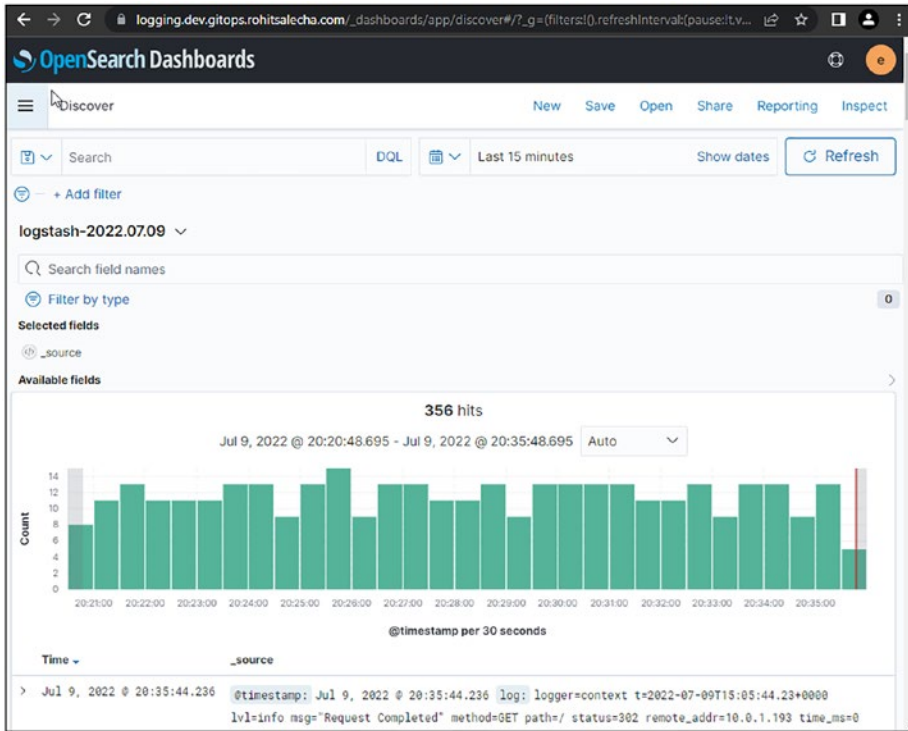 logging.dev.gitops.rohitsalecha.com/_dashboards/app/discover#/?_g=(filters:!(),refreshInterval:(pause:!t,v...
OpenSearch Dashboards
e
Discover New Save Open Share Reporting Inspect
Search DQL Last 15 minutes Show dates Refresh
+ Add filter
logstash-2022.07.09
Search field names
Filter by type 0
Selected fields
_source
Available fields
356 hits
Jul 9, 2022 @ 20:20:48.695 - Jul 9, 2022 @ 20:35:48.695 Auto
14
12
10
8
6
4
2
0
Count
20:21:00 20:22:00 20:23:00 20:24:00 20:25:00 20:26:00 20:27:00 20:28:00 20:29:00 20:30:00 20:31:00 20:32:00 20:33:00 20:34:00 20:35:00
@timestamp per 30 seconds
Time _source
Jul 9, 2022 @ 20:35:44.236 @timestamp: Jul 9, 2022 @ 20:35:44.236 log: logger=context t=2022-07-09T15:05:44.23+0000
lvl=info msg="Request Completed" method=GET path=/ status=302 remote_addr=10.0.1.193 time_ms=0